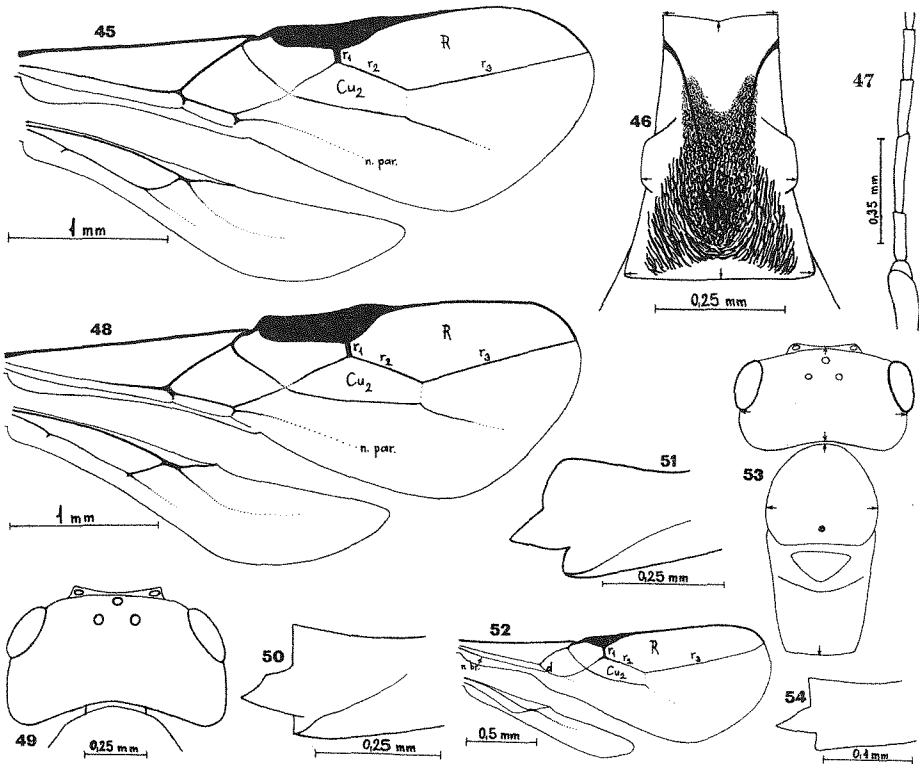 45
R
r1
r2
r3
Cu2
n. par.
1 mm
46
0,25 mm
47
0,35 mm
48
R
r1
r2
r3
Cu2
n. par.
1 mm
49
0,25 mm
50
0,25 mm
51
0,25 mm
52
R
r1
r2
r3
n br.
d
Cu2
0,5 mm
53
54
0,1 mm